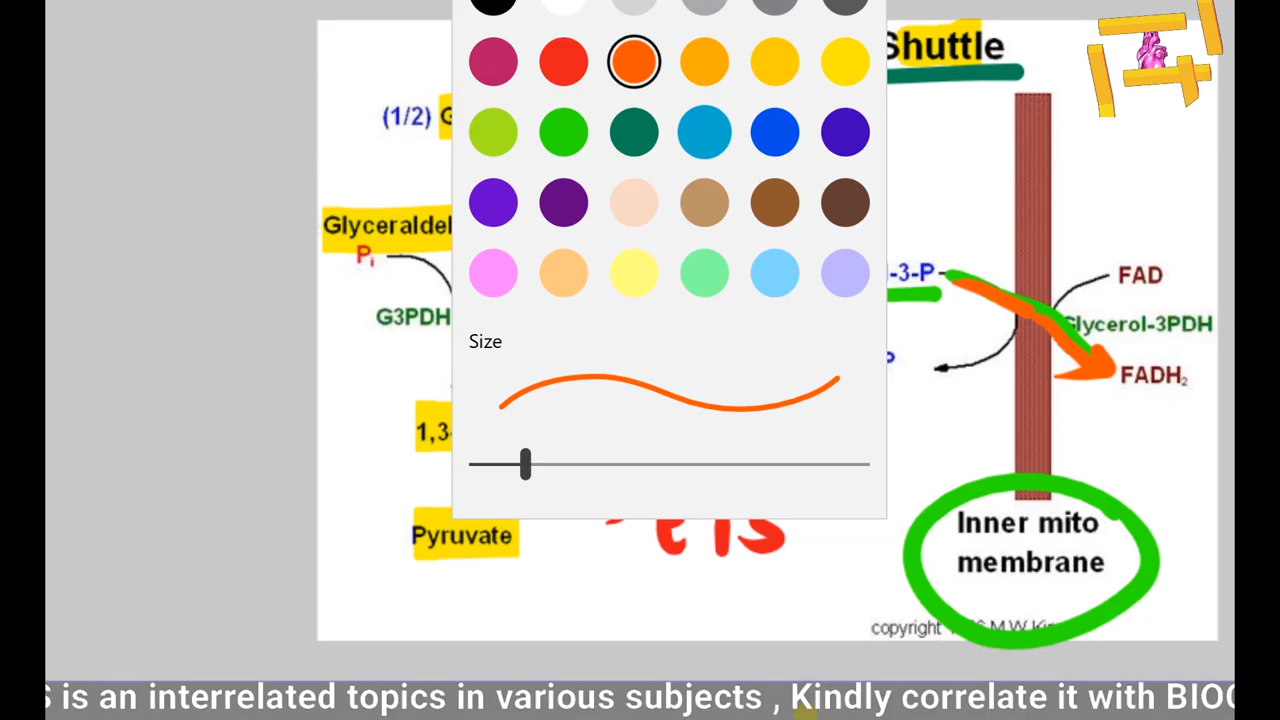 Shuttle
(1/2) G
Glyceraldel
Pi
G3PDH
1,3-
Pyruvate
Size
-3-P
FAD
Glycerol-3PDH
P
FADH₂
Inner mito
membrane
copyright
S is an interrelated topics in various subjects , Kindly correlate it with BIOC